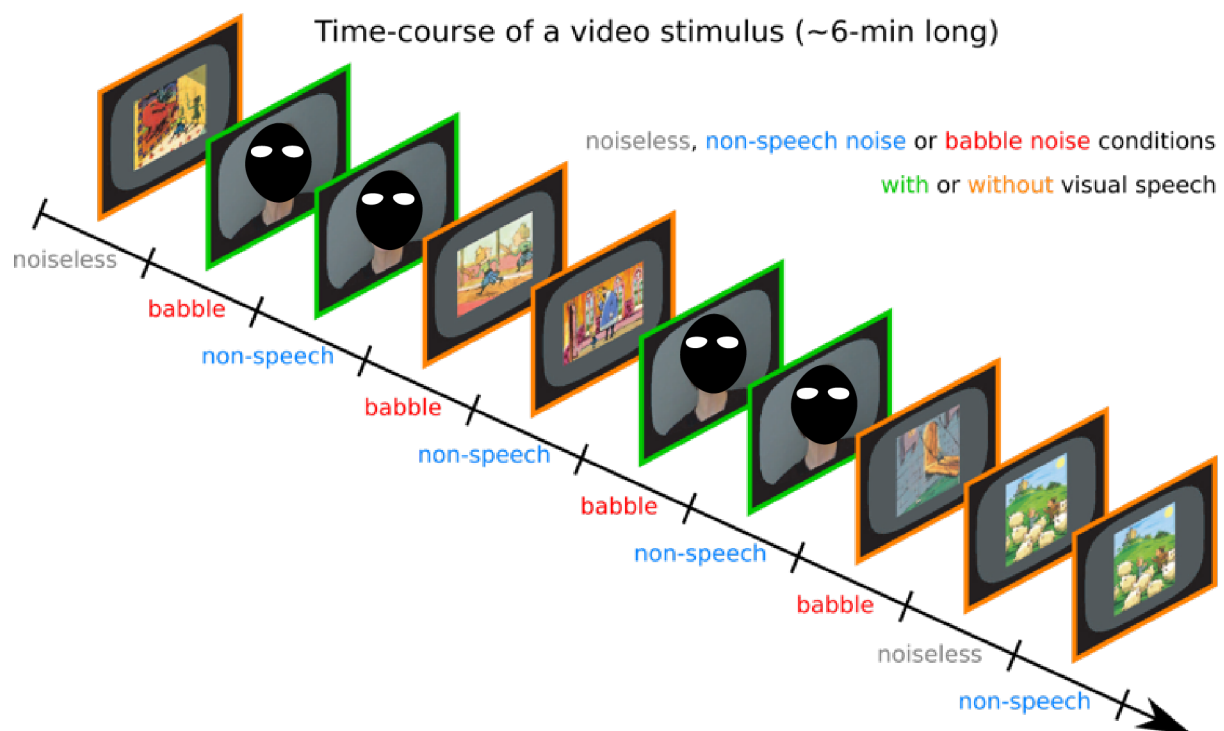 Time-course of a video stimulus (~6-min long)
noiseless, non-speech noise or babble noise conditions
with or without visual speech
noiseless
babble
non-speech
babble
non-speech
babble
non-speech
babble
noiseless
non-speech